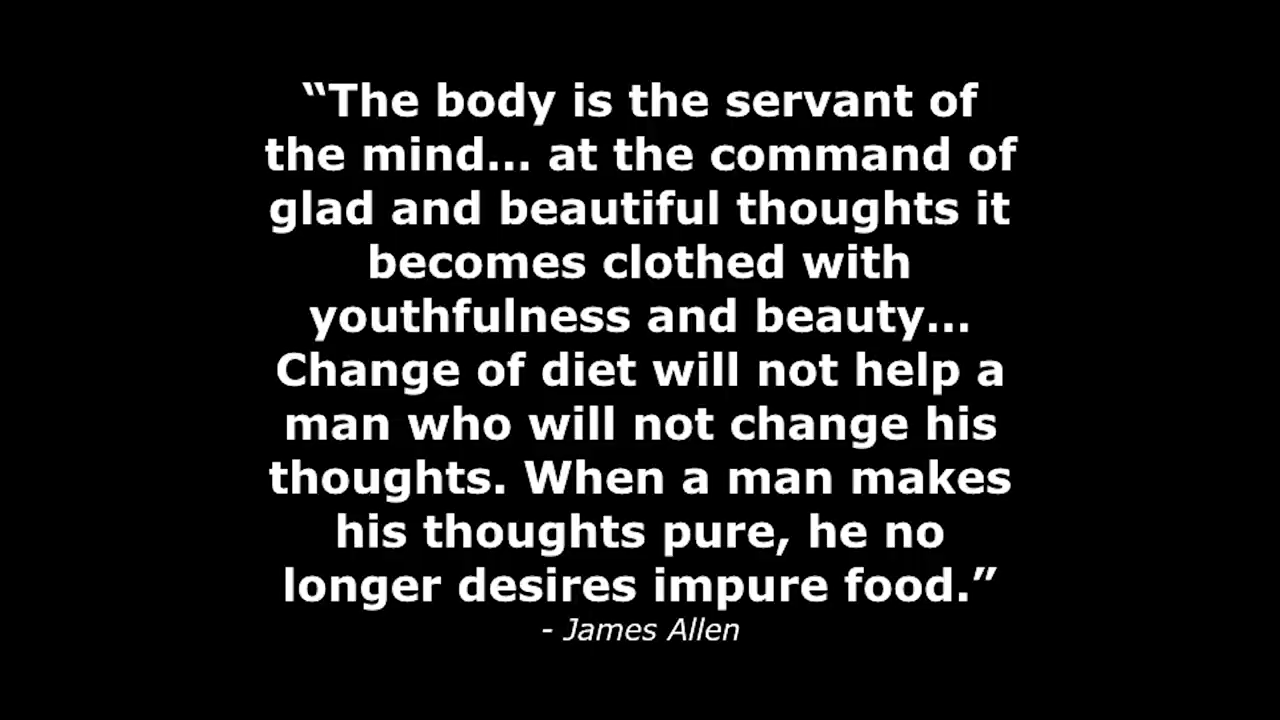 “The body is the servant of
the mind... at the command of
glad and beautiful thoughts it
becomes clothed with
youthfulness and beauty...
Change of diet will not help a
man who will not change his
thoughts. When a man makes
his thoughts pure, he no
longer desires impure food.”
- James Allen